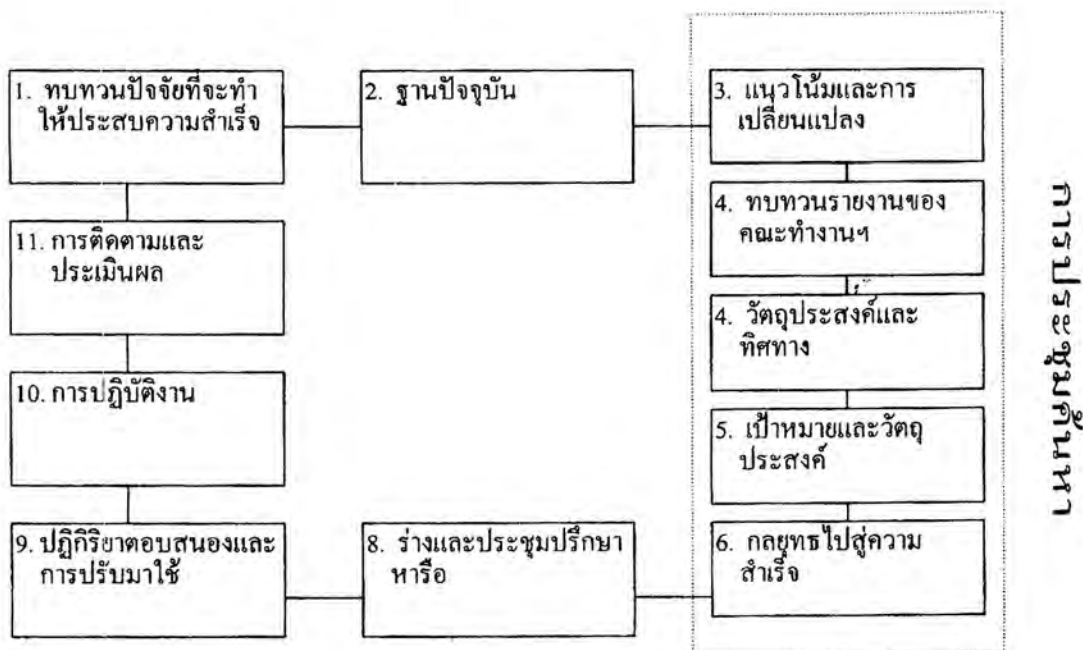 1. ทบทวนปัจจัยที่จะทำ
ให้ประสบความสำเร็จ
2. ฐานปัจจุบัน
3. แนวโน้มและการ
เปลี่ยนแปลง
4. ทบทวนรายงานของ
คณะทำงานฯ
4. วัตถุประสงค์และ
ทิศทาง
5. เป้าหมายและวัตถุ
ประสงค์
6. กลยุทธไปสู่ความ
สำเร็จ
8. ร่างและประชุมปรึกษา
หารือ
9. ปฏิกิริยาตอบสนองและ
การปรับมาใช้
10. การปฏิบัติงาน
11. การติดตามและ
ประเมินผล
การประชุมค้นหา